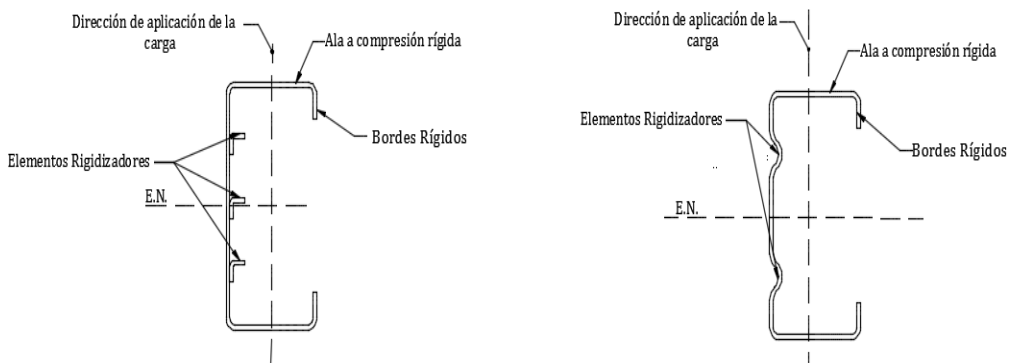 Dirección de aplicación de la
carga
Ala a compresión rígida
Bordes Rígidos
Elementos Rigidizadores
E.N.
Dirección de aplicación de la
carga
Ala a compresión rígida
Elementos Rigidizadores
Bordes Rígidos
E.N.